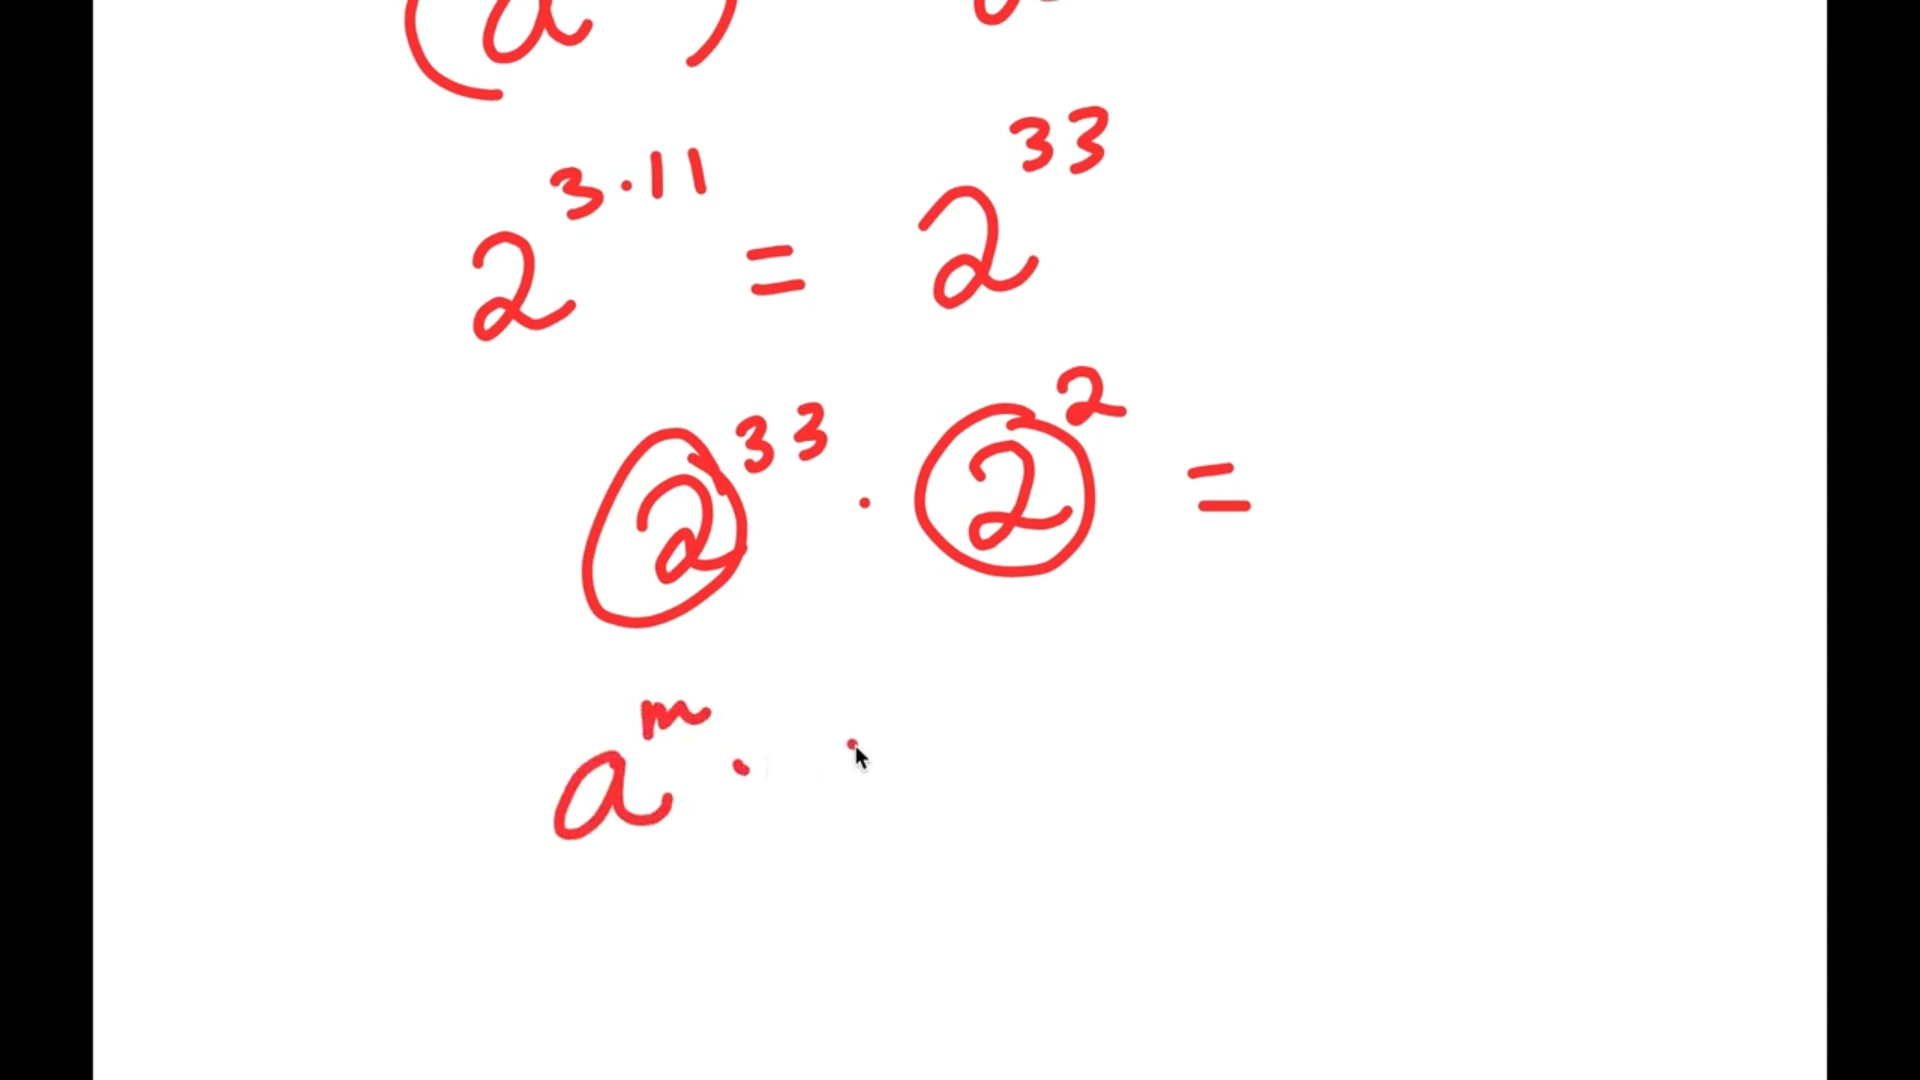 (a ) a
2^{3·11} = 2^{33}
2^{33} · 2^2 =
a^m ·